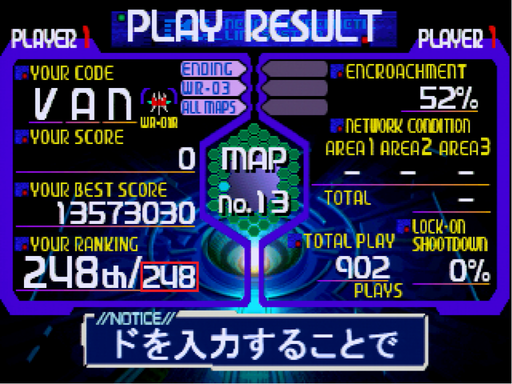 PLAY RESULT
PLAYER 1
PLAYER 1
YOUR CODE
VAN
WR-01R
YOUR SCORE
0
YOUR BEST SCORE
13573030
YOUR RANKING
248th/248
ENDING
WR-03
ALL MAPS
MAP
no.13
ENCROACHMENT
52%
NETWORK CONDITION
AREA1 AREA2 AREA3
- - -
TOTAL -
TOTAL PLAY
902
PLAYS
LOCK-ON
SHOOTDOWN
0%
//NOTICE//
ドを入力することで